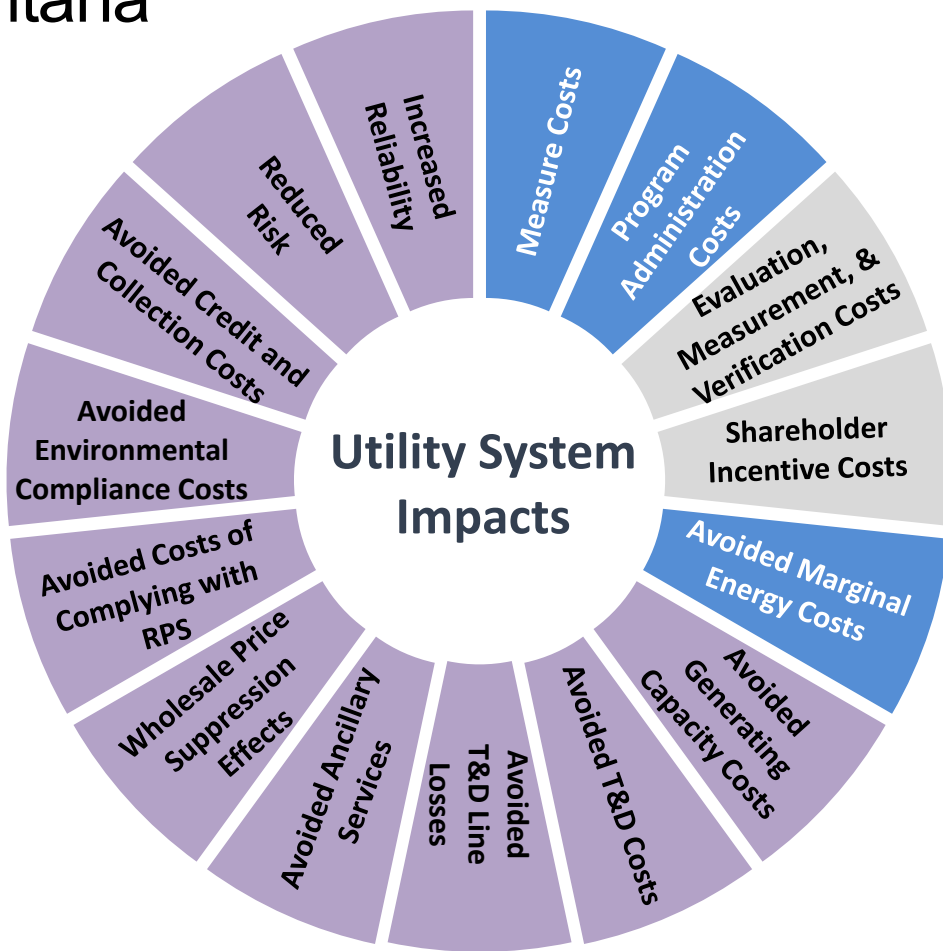 Measure Costs
Program
Administration
Costs
Evaluation,
Measurement, &
Verification Costs
Shareholder
Incentive Costs
Avoided Marginal
Energy Costs
Avoided
Generating
Capacity Costs
Avoided T&D Costs
Avoided
T&D Line
Losses
Avoided Ancillary
Services
Wholesale Price
Suppression
Effects
Avoided Costs of
Complying with
RPS
Avoided
Environmental
Compliance Costs
Avoided Credit and
Collection Costs
Reduced
Risk
Increased
Reliability
Utility System
Impacts